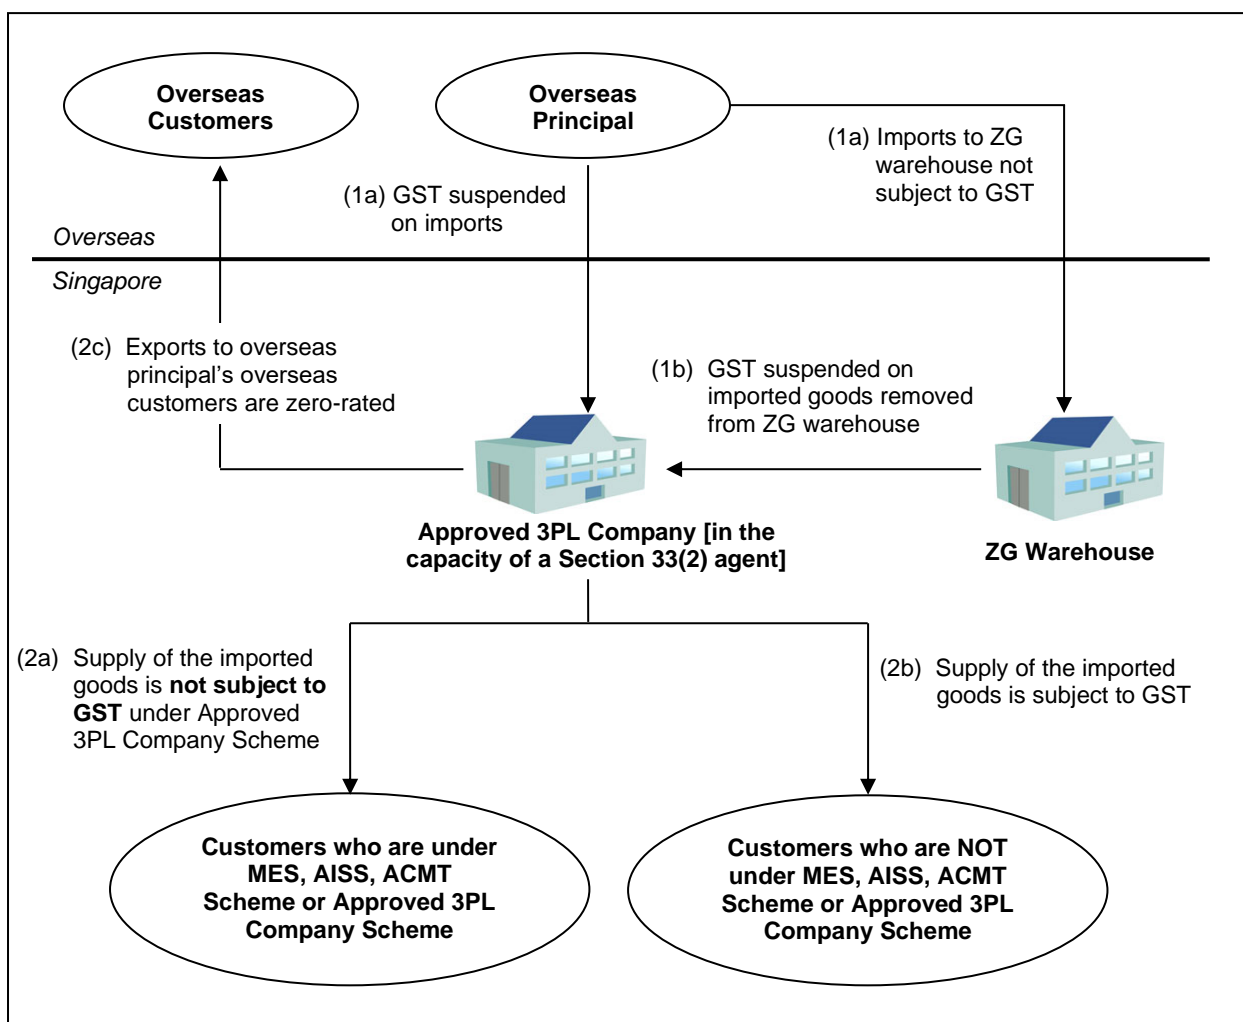 Overseas
Customers
Overseas
Principal
(1a) Imports to ZG
warehouse not
subject to GST
(1a) GST suspended
on imports
Overseas
Singapore
(2c) Exports to overseas
principal's overseas
customers are zero-rated
(1b) GST suspended on
imported goods removed
from ZG warehouse
Approved 3PL Company [in the
capacity of a Section 33(2) agent]
ZG Warehouse
(2a) Supply of the imported
goods is not subject to
GST under Approved
3PL Company Scheme
(2b) Supply of the imported
goods is subject to GST
Customers who are under
MES, AISS, ACMT
Scheme or Approved 3PL
Company Scheme
Customers who are NOT
under MES, AISS, ACMT
Scheme or Approved 3PL
Company Scheme